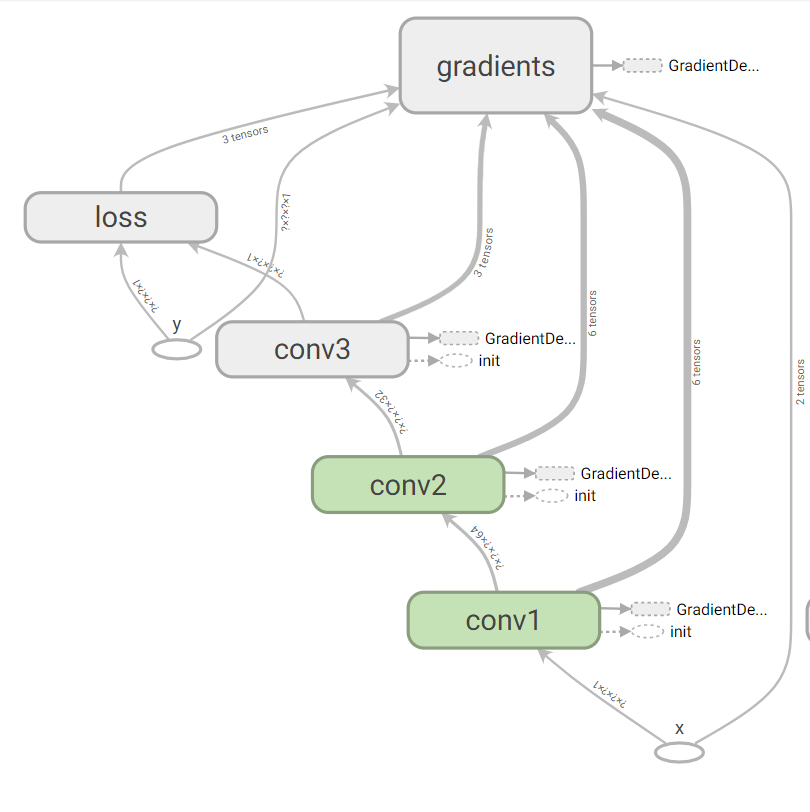 gradients
GradientDe...
3 tensors
loss
?×?×?×1
?×?×?×1
?×?×?×1
y
3 tensors
6 tensors
6 tensors
2 tensors
conv3
GradientDe...
init
?×?×?×32
conv2
GradientDe...
init
?×?×?×64
conv1
GradientDe...
init
?×?×?×1
x